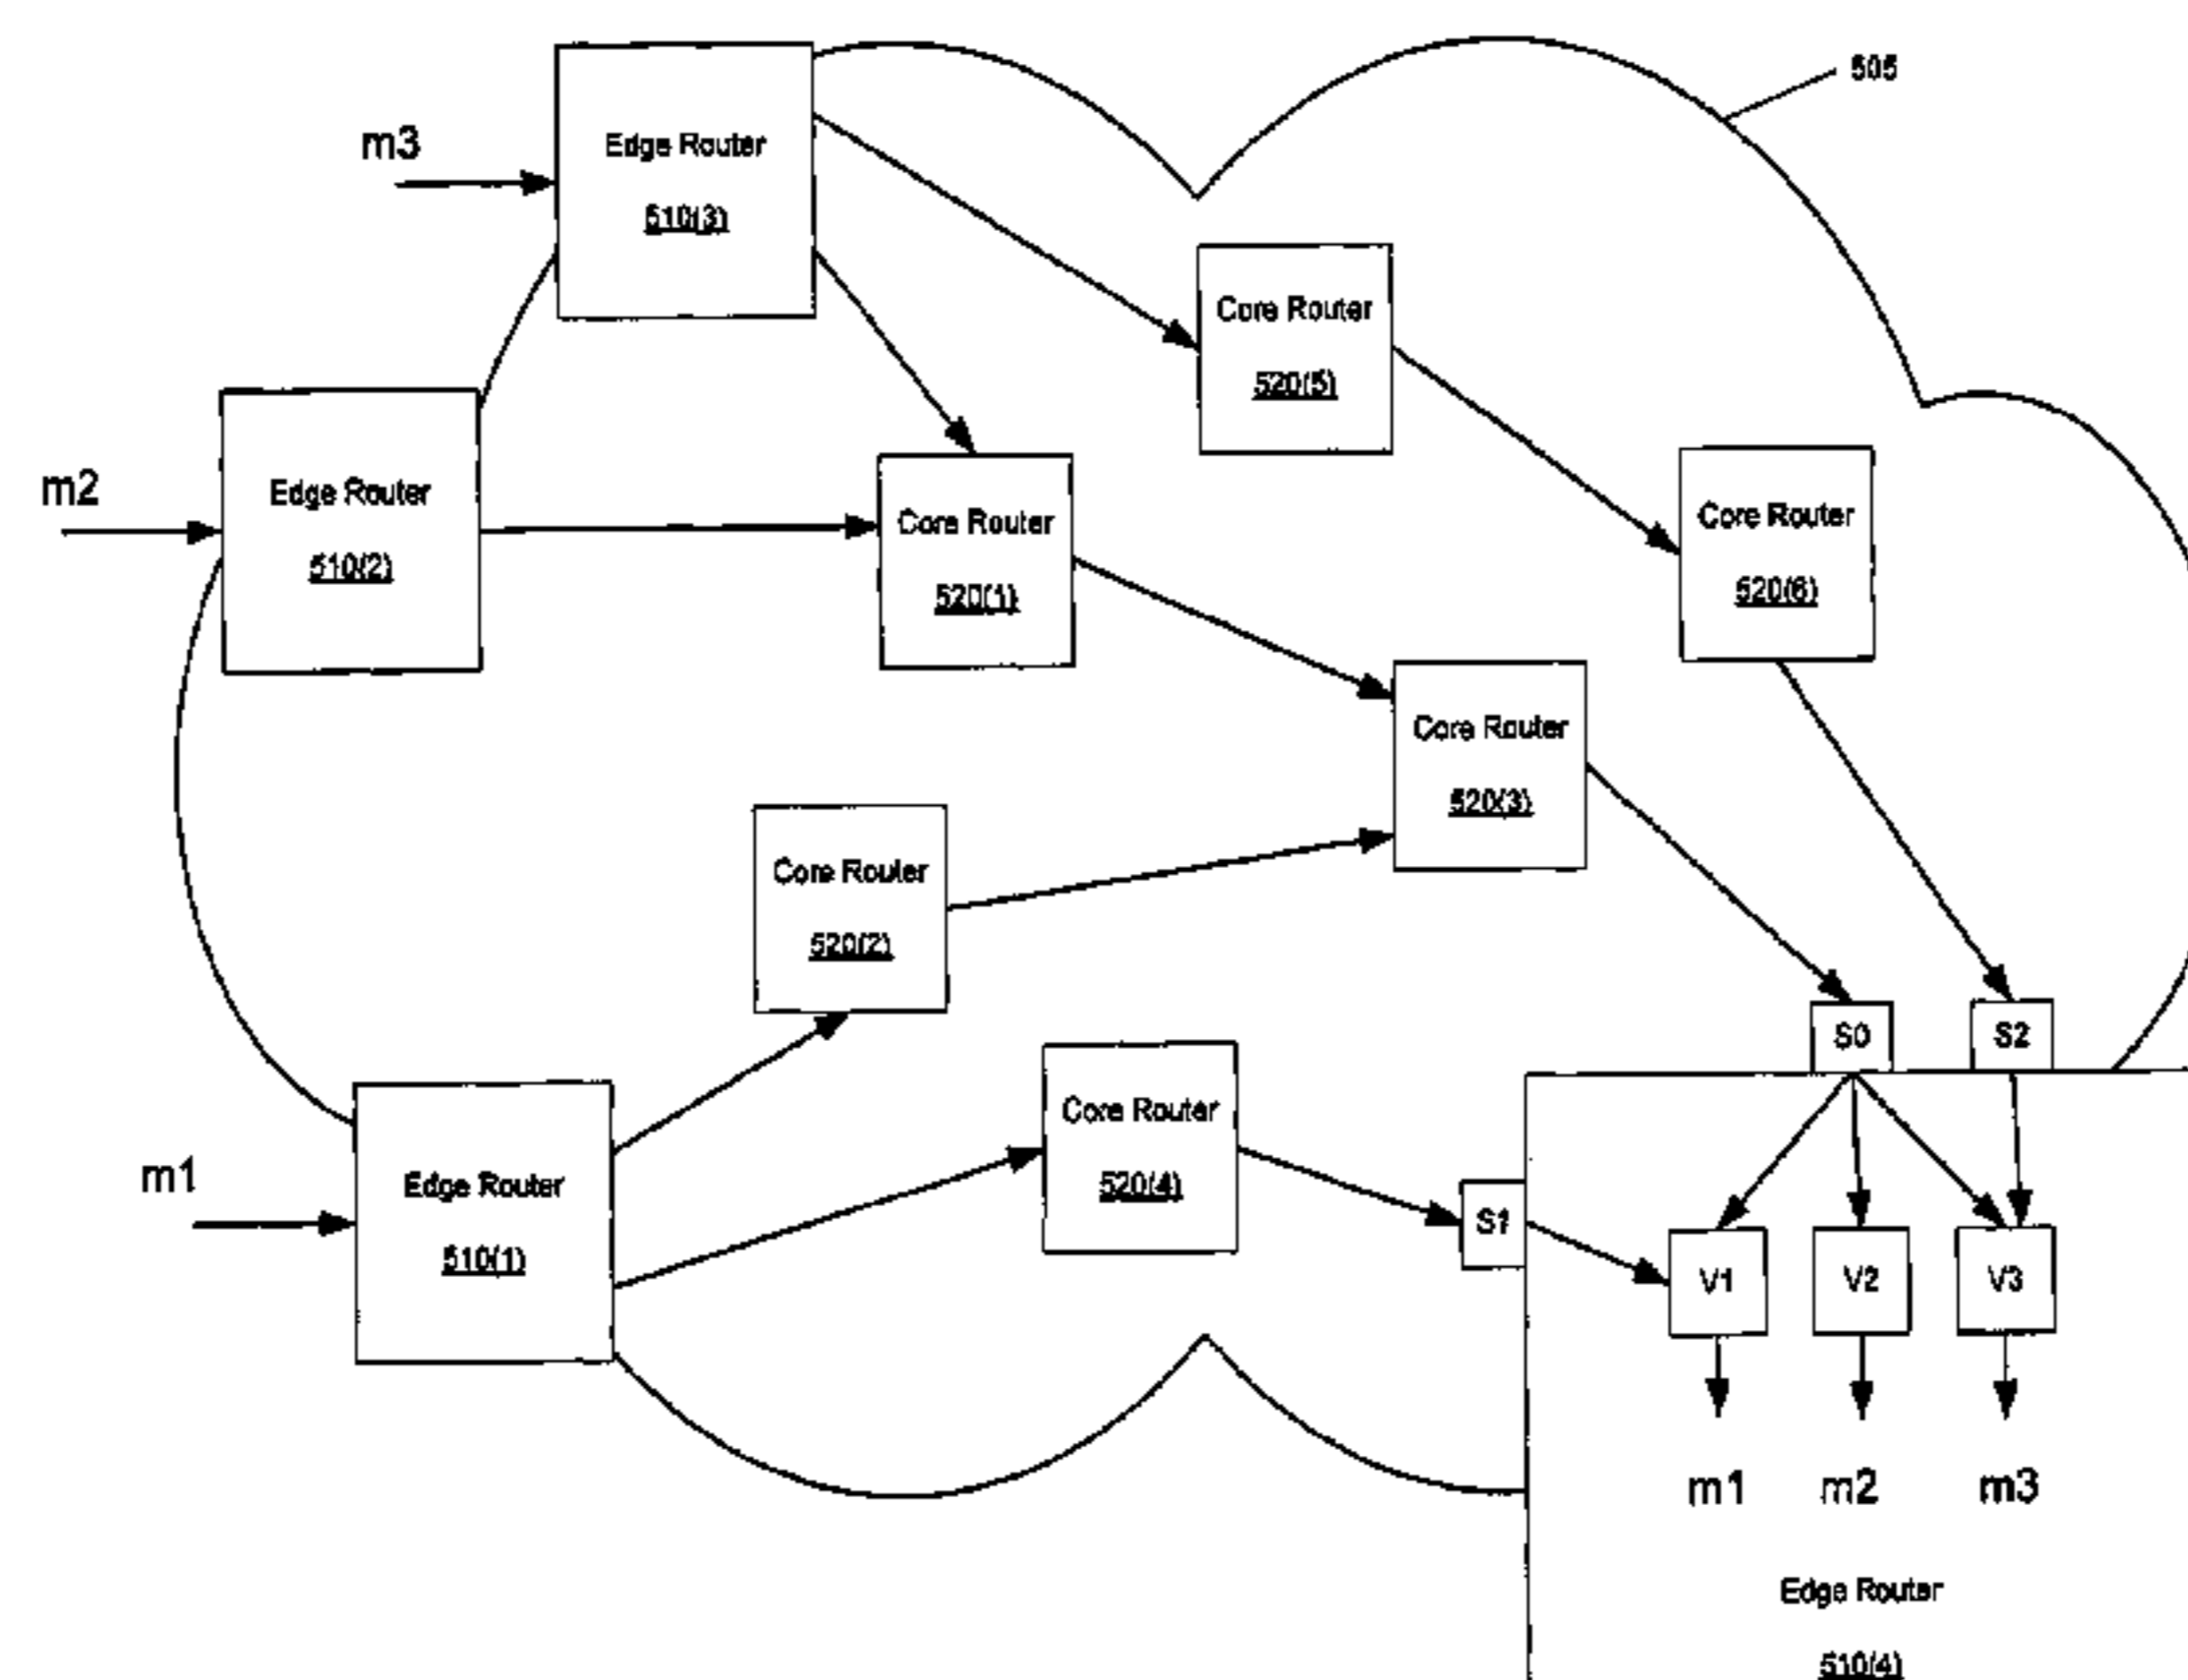 505
m3
Edge Router
510(3)
Core Router
520(5)
m2
Edge Router
510(2)
Core Router
520(1)
Core Router
520(6)
Core Router
520(3)
Core Router
520(2)
S0
S2
m1
Edge Router
510(1)
Core Router
520(4)
S1
V1
V2
V3
m1
m2
m3
Edge Router
510(4)